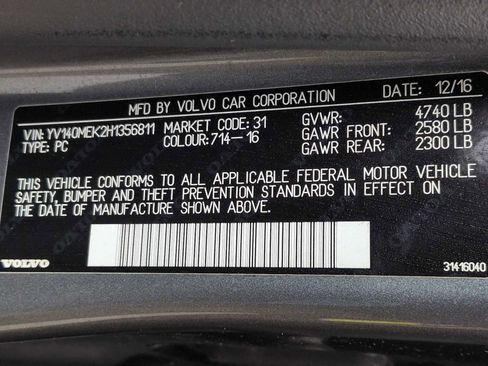 MFD BY VOLVO CAR CORPORATION DATE: 12/16
VIN: YV140MEK2H1356811 MARKET CODE: 31 GVWR: 4740 LB
TYPE: PC COLOUR:714-16 GAWR FRONT: 2580 LB
GAWR REAR: 2300 LB
THIS VEHICLE CONFORMS TO ALL APPLICABLE FEDERAL MOTOR VEHICLE
SAFETY, BUMPER AND THEFT PREVENTION STANDARDS IN EFFECT ON
THE DATE OF MANUFACTURE SHOWN ABOVE.
VOLVO 31416040